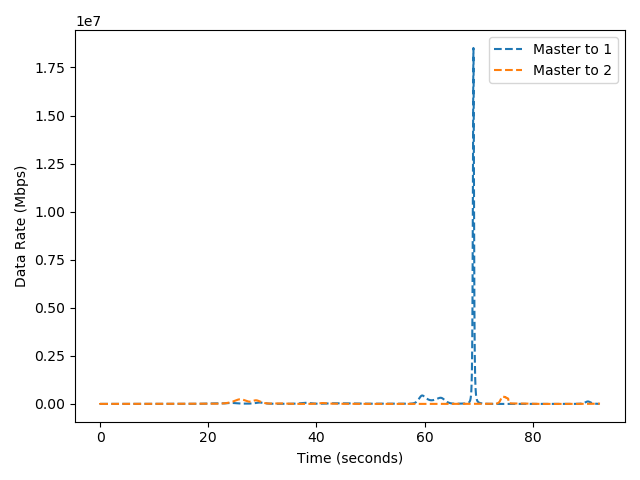 1e7
Master to 1
Master to 2
1.75
1.50
1.25
1.00
0.75
0.50
0.25
0.00
Data Rate (Mbps)
0 20 40 60 80
Time (seconds)